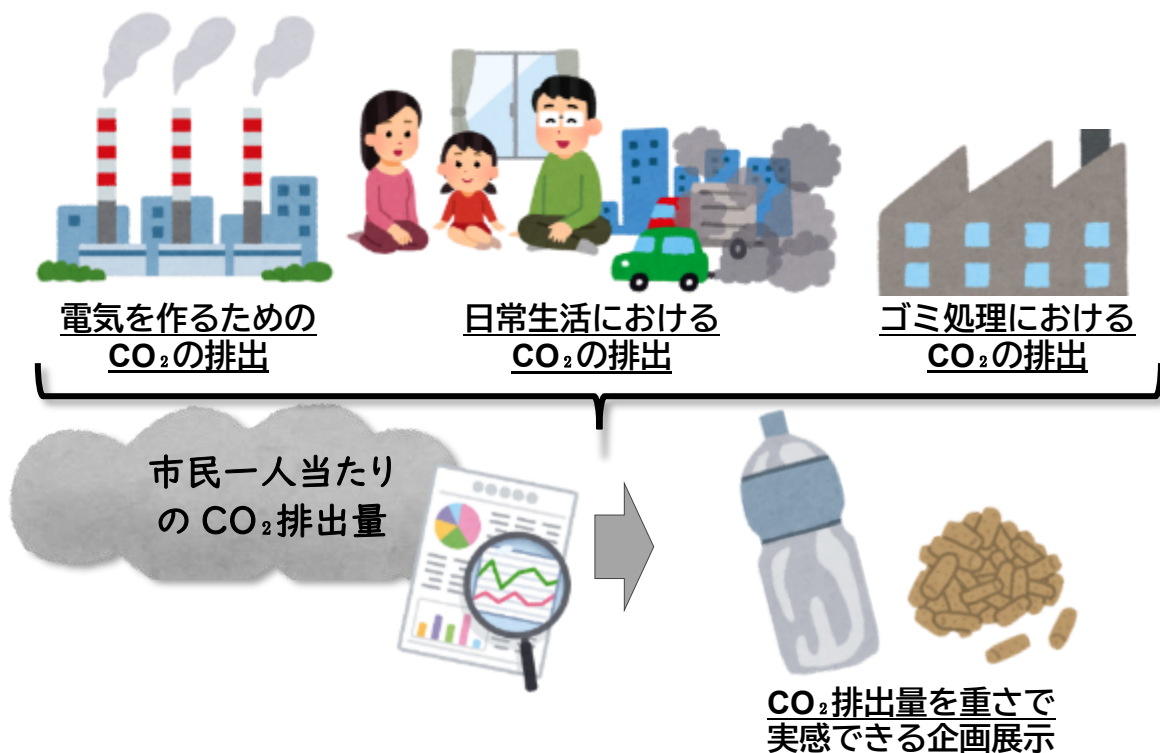 電気を作るための
CO₂の排出
日常生活における
CO₂の排出
ゴミ処理における
CO₂の排出
市民一人当たり
のCO₂排出量
CO₂排出量を重さで
実感できる企画展示